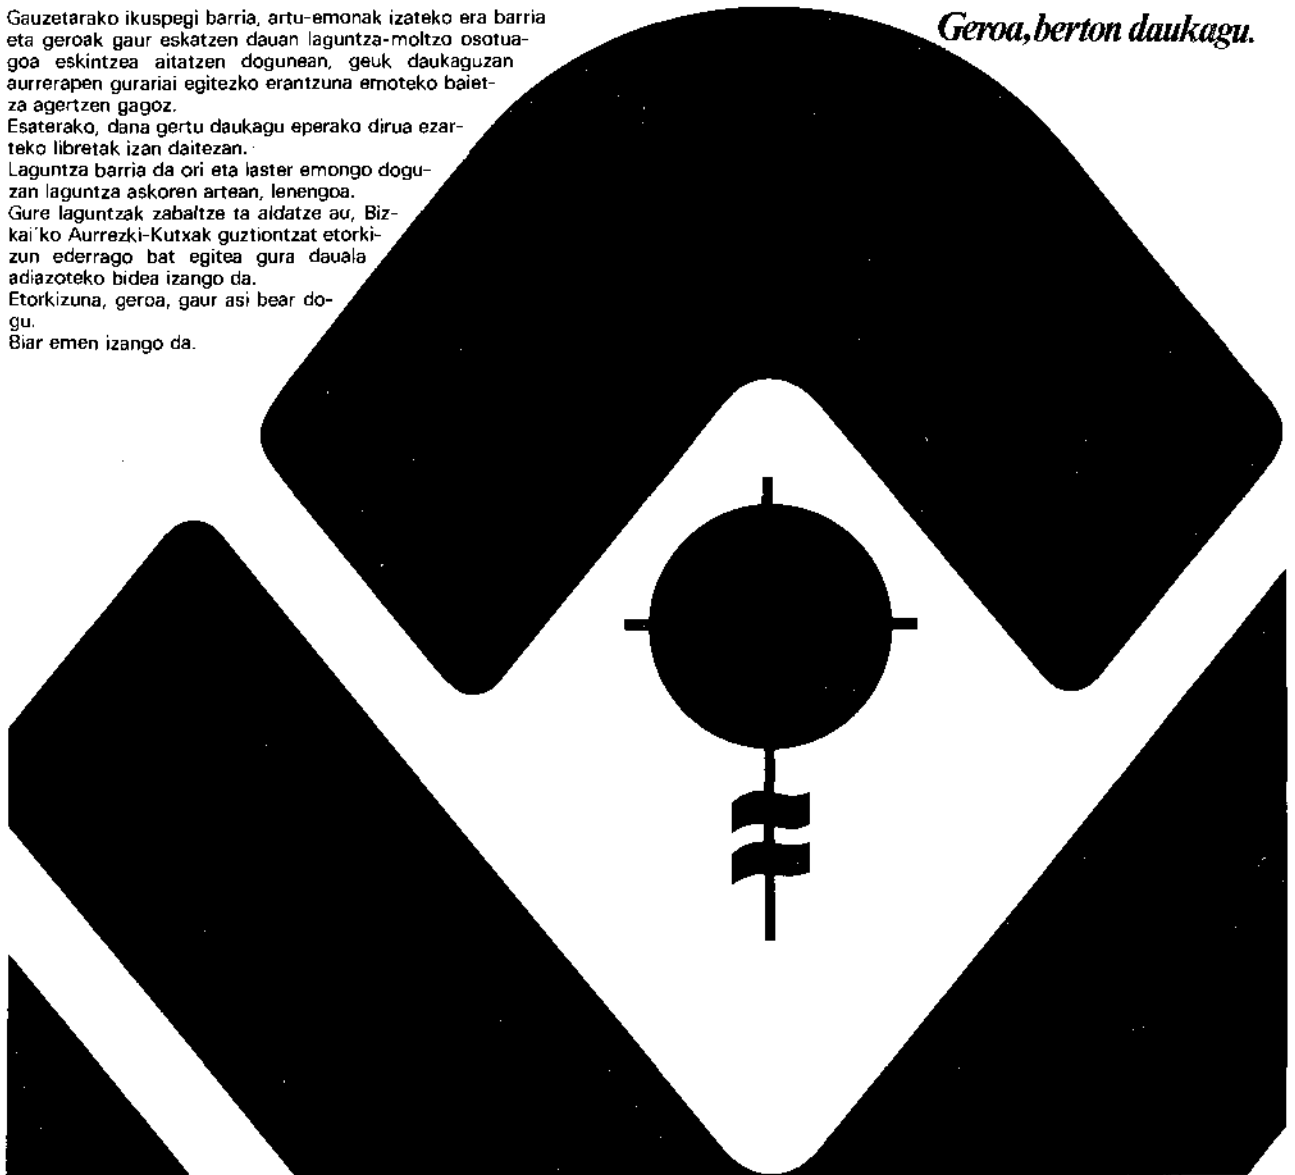 Gauzetarako ikuspegi barria, artu-emonak izateko era barria
eta geroak gaur eskatzen dauan laguntza-moltzo osotua-
goa eskintzea aitatzen dogunean, geuk daukaguzan
aurrerapen gurariai egitezko erantzuna emoteko baiet-
za agertzen gagoz.
Esaterako, dana gertu daukagu eperako dirua ezar-
teko libretak izan daitezan.
Laguntza barria da ori eta laster emongo dogu-
zan laguntza askoren artean, lenengoa.
Gure laguntzak zabaltze ta aldatze au, Biz-
kai'ko Aurrezki-Kutxak guztiontzat etorki-
zun ederrago bat egitea gura dauala
adiazoteko bidea izango da.
Etorkizuna, geroa, gaur asi bear do-
gu.
Biar emen izango da.
Geroa, berton daukagu.